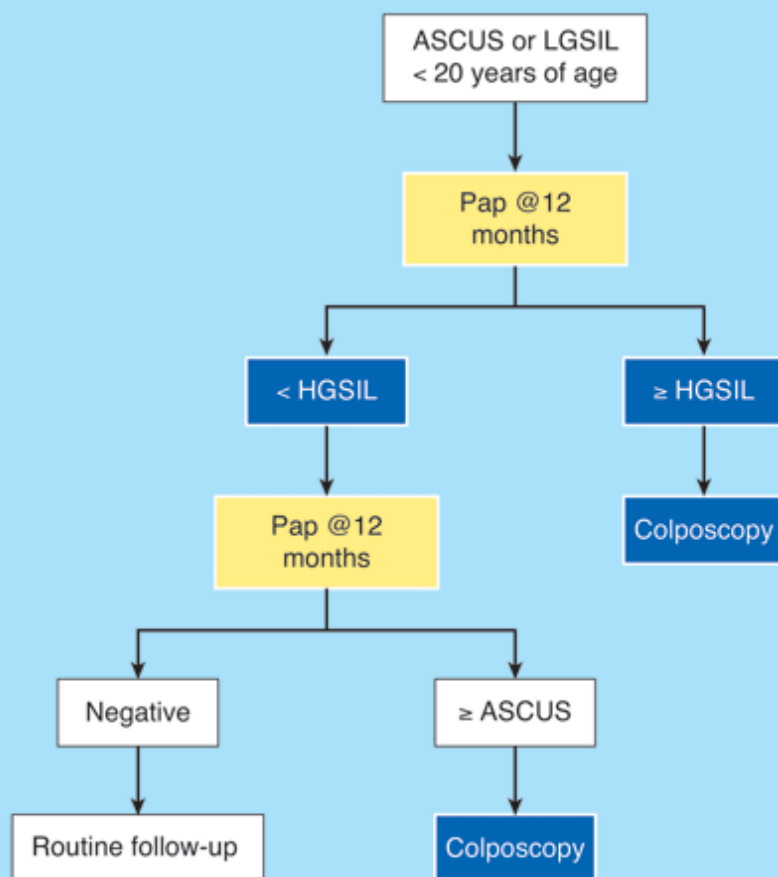 ASCUS or LGSIL
< 20 years of age
Pap @12
months
< HGSIL
≥ HGSIL
Colposcopy
Pap @12
months
Negative
≥ ASCUS
Routine follow-up
Colposcopy